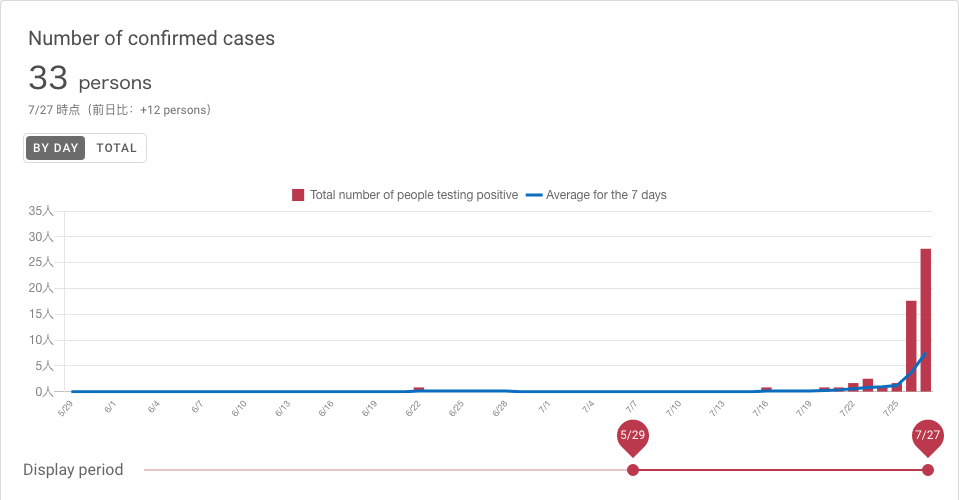 Number of confirmed cases
33 persons
7/27 時点（前日比：+12 persons）
BY DAY TOTAL
Total number of people testing positive Average for the 7 days
35人
30人
25人
20人
15人
10人
5人
0人
5/29 6/1 6/4 6/7 6/10 6/13 6/16 6/19 6/22 6/25 6/28 7/1 7/4 7/7 7/10 7/13 7/16 7/19 7/22 7/25
5/29 7/27
Display period